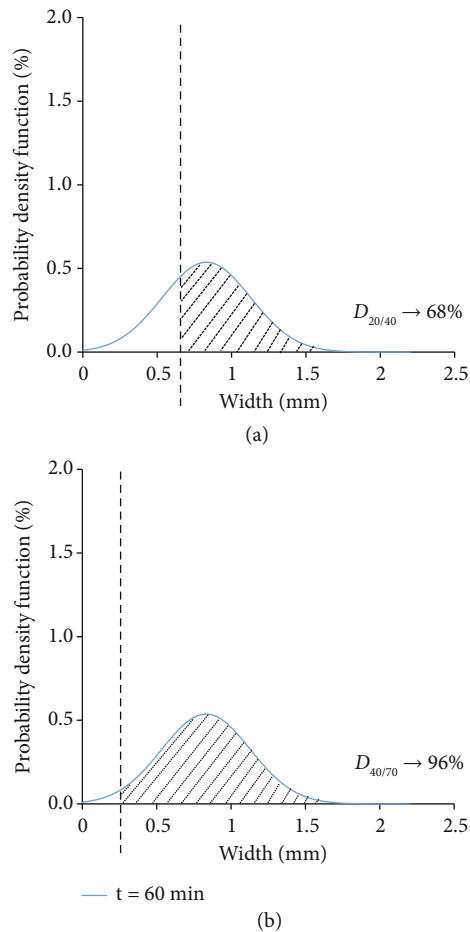 2.0
1.5
1.0
0.5
0.0
Probability density function (%)
D20/40 → 68%
0 0.5 1 1.5 2 2.5
Width (mm)
(a)
2.0
1.5
1.0
0.5
0.0
Probability density function (%)
D40/70 → 96%
0 0.5 1 1.5 2 2.5
Width (mm)
t = 60 min
(b)